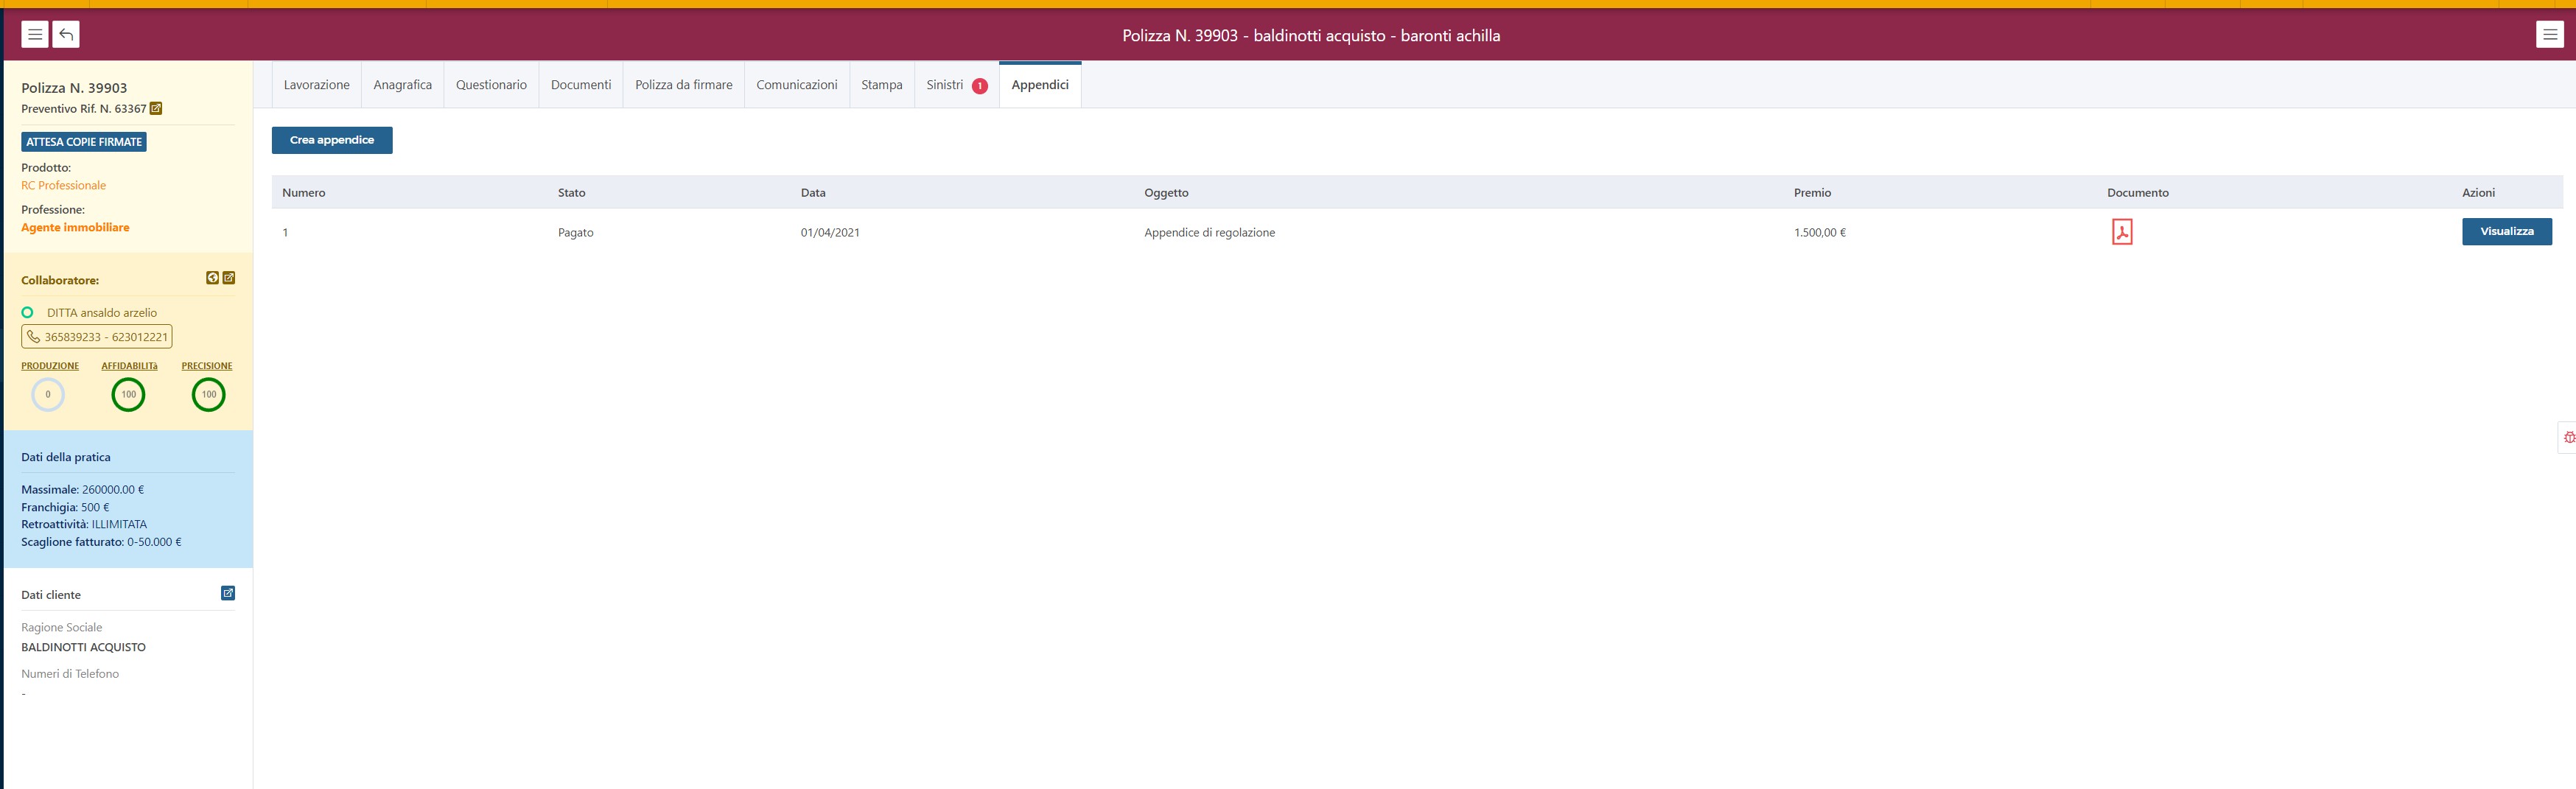 Polizza N. 39903 - baldinotti acquisto - baronti achilla
Polizza N. 39903
Preventivo Rif. N. 63367
ATTESA COPIE FIRMATE
Prodotto:
RC Professionale
Professione:
Agente immobiliare
Collaboratore:
DITTA ansaldo arzelio
365839233 - 623012221
PRODUZIONE AFFIDABILITà PRECISIONE
0 100 100
Dati della pratica
Massimale: 260000.00 €
Franchigia: 500 €
Retroattività: ILLIMITATA
Scaglione fatturato: 0-50.000 €
Dati cliente
Ragione Sociale
BALDINOTTI ACQUISTO
Numeri di Telefono
-
Lavorazione Anagrafica Questionario Documenti Polizza da firmare Comunicazioni Stampa Sinistri 1 Appendici
Crea appendice
Numero Stato Data Oggetto Premio Documento Azioni
1 Pagato 01/04/2021 Appendice di regolazione 1.500,00 € Visualizza